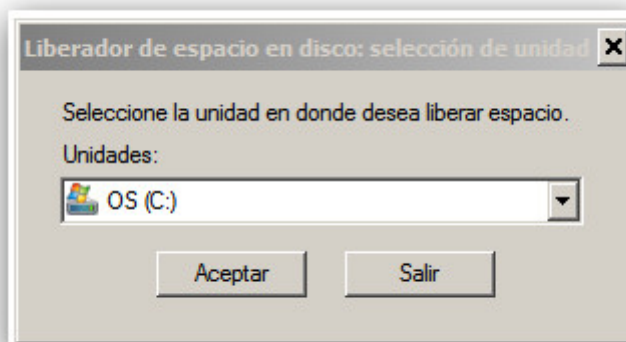 Liberador de espacio en disco: selección de unidad
Seleccione la unidad en donde desea liberar espacio.
Unidades:
OS (C:)
Aceptar Salir